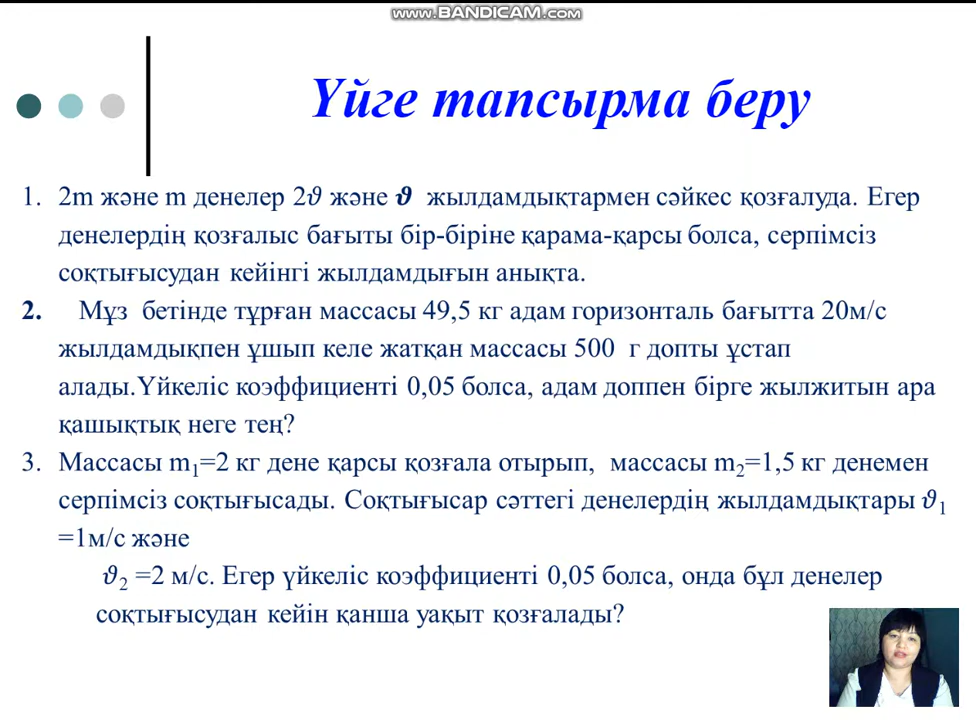 www.BANDICAM.com
Үйге тапсырма беру
1. 2m және m денелер 2𝜗 және 𝝑 жылдамдықтармен сәйкес қозғалуда. Егер
денелердің қозғалыс бағыты бір-біріне қарама-қарсы болса, серпімсіз
соқтығысудан кейінгі жылдамдығын анықта.
2. Мұз бетінде тұрған массасы 49,5 кг адам горизонталь бағытта 20м/с
жылдамдықпен ұшып келе жатқан массасы 500 г допты ұстап
алады.Үйкеліс коэффициенті 0,05 болса, адам доппен бірге жылжитын ара
қашықтық неге тең?
3. Массасы m₁=2 кг дене қарсы қозғала отырып, массасы m₂=1,5 кг денемен
серпімсіз соқтығысады. Соқтығысар сәттегі денелердің жылдамдықтары 𝜗₁
=1м/с және
𝜗₂ =2 м/с. Егер үйкеліс коэффициенті 0,05 болса, онда бұл денелер
соқтығысудан кейін қанша уақыт қозғалады?